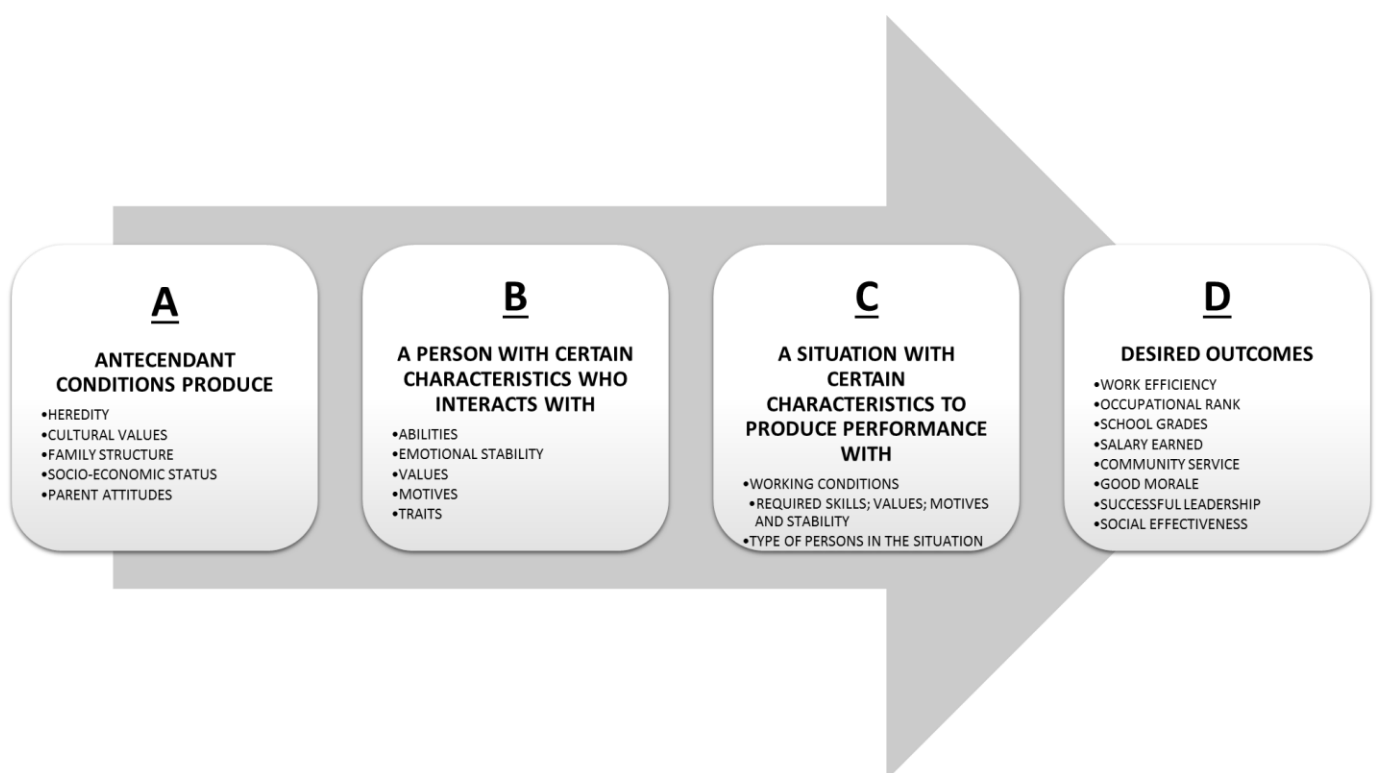 A
ANTECENDANT
CONDITIONS PRODUCE
•HEREDITY
•CULTURAL VALUES
•FAMILY STRUCTURE
•SOCIO-ECONOMIC STATUS
•PARENT ATTITUDES
B
A PERSON WITH CERTAIN
CHARACTERISTICS WHO
INTERACTS WITH
•ABILITIES
•EMOTIONAL STABILITY
•VALUES
•MOTIVES
•TRAITS
C
A SITUATION WITH
CERTAIN
CHARACTERISTICS TO
PRODUCE PERFORMANCE
WITH
•WORKING CONDITIONS
•REQUIRED SKILLS; VALUES; MOTIVES
AND STABILITY
•TYPE OF PERSONS IN THE SITUATION
D
DESIRED OUTCOMES
•WORK EFFICIENCY
•OCCUPATIONAL RANK
•SCHOOL GRADES
•SALARY EARNED
•COMMUNITY SERVICE
•GOOD MORALE
•SUCCESSFUL LEADERSHIP
•SOCIAL EFFECTIVENESS